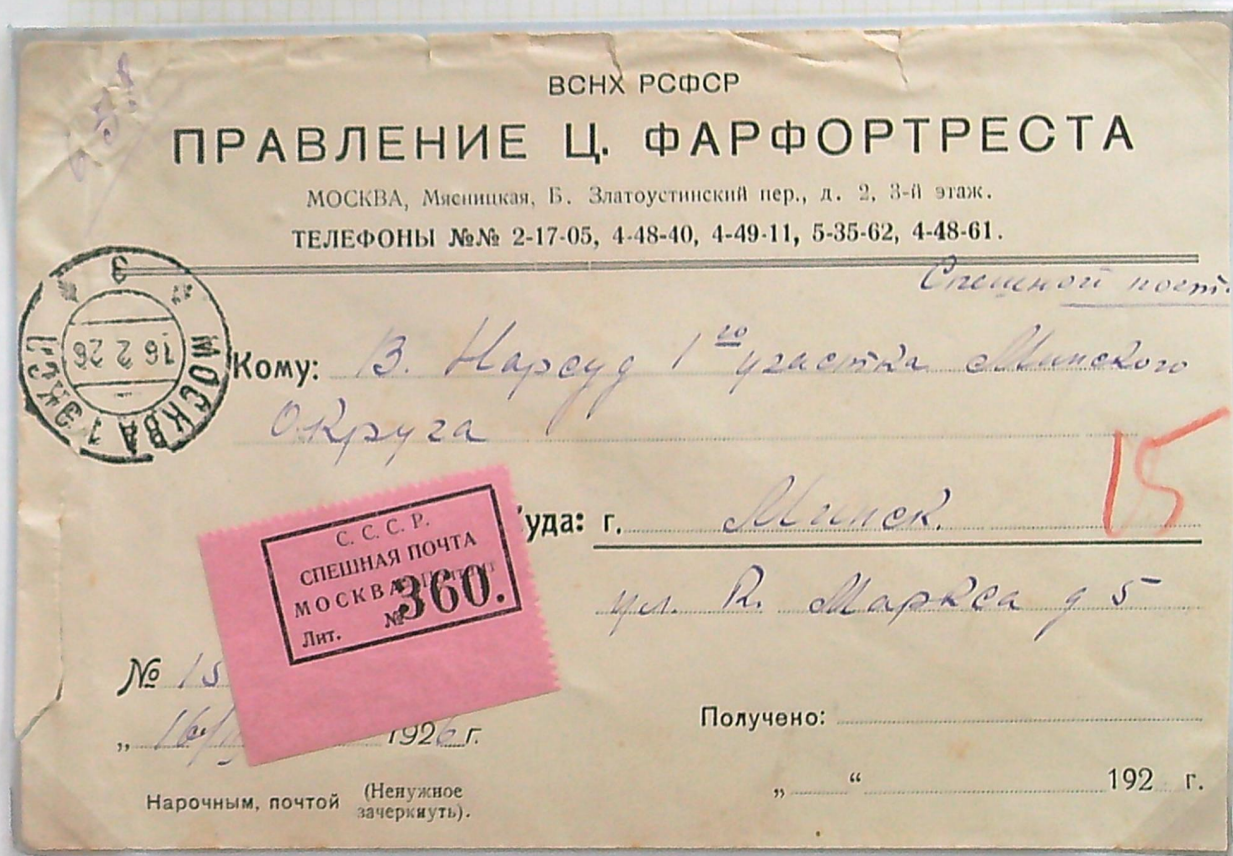 ВСНХ РСФСР
ПРАВЛЕНИЕ Ц. ФАРФОРТРЕСТА
МОСКВА, Мясницкая, Б. Златоустинский пер., д. 2, 3-й этаж.
ТЕЛЕФОНЫ №№ 2-17-05, 4-48-40, 4-49-11, 5-35-62, 4-48-61.
Спешной почт.
МОСКВА 1 ЭКСП
16 2 26
З
Кому: В. Нарсуд 1го участка Минского
Округа
15
уда: г. Минск.
ул. К. Маркса д 5
С. С. С. Р.
СПЕШНАЯ ПОЧТА
МОСКВА
Лит. № 360.
№ 15
„ 16/ 1926 г.
Получено:
„ “ 192 г.
Нарочным, почтой (Ненужное
зачеркнуть).